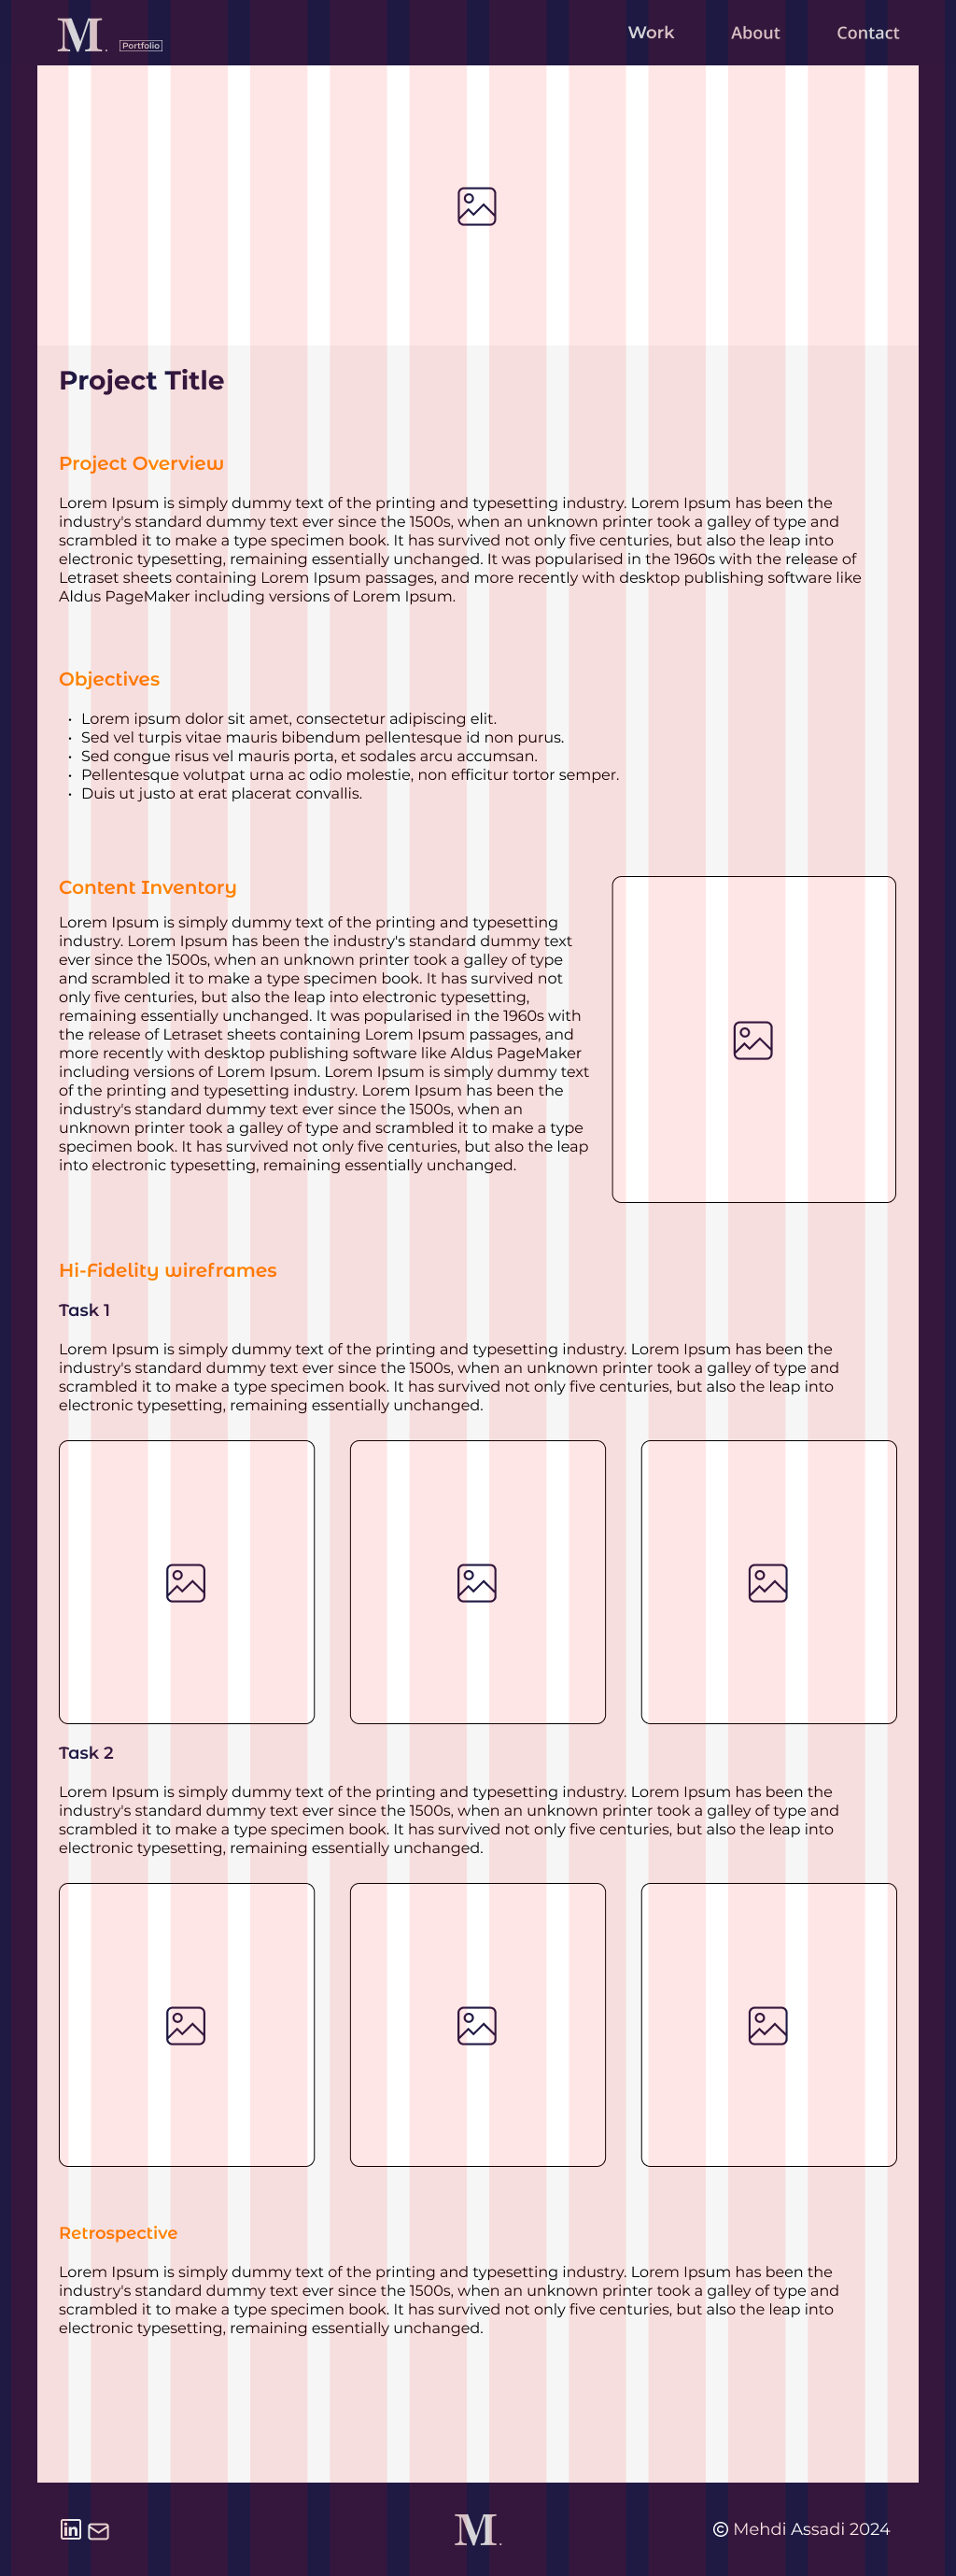 M.
Portfolio
Work
About
Contact
Project Title
Project Overview
Lorem Ipsum is simply dummy text of the printing and typesetting industry. Lorem Ipsum has been the
industry's standard dummy text ever since the 1500s, when an unknown printer took a galley of type and
scrambled it to make a type specimen book. It has survived not only five centuries, but also the leap into
electronic typesetting, remaining essentially unchanged. It was popularised in the 1960s with the release of
Letraset sheets containing Lorem Ipsum passages, and more recently with desktop publishing software like
Aldus PageMaker including versions of Lorem Ipsum.
Objectives
• Lorem ipsum dolor sit amet, consectetur adipiscing elit.
• Sed vel turpis vitae mauris bibendum pellentesque id non purus.
• Sed congue risus vel mauris porta, et sodales arcu accumsan.
• Pellentesque volutpat urna ac odio molestie, non efficitur tortor semper.
• Duis ut justo at erat placerat convallis.
Content Inventory
Lorem Ipsum is simply dummy text of the printing and typesetting
industry. Lorem Ipsum has been the industry's standard dummy text
ever since the 1500s, when an unknown printer took a galley of type
and scrambled it to make a type specimen book. It has survived not
only five centuries, but also the leap into electronic typesetting,
remaining essentially unchanged. It was popularised in the 1960s with
the release of Letraset sheets containing Lorem Ipsum passages, and
more recently with desktop publishing software like Aldus PageMaker
including versions of Lorem Ipsum. Lorem Ipsum is simply dummy text
of the printing and typesetting industry. Lorem Ipsum has been the
industry's standard dummy text ever since the 1500s, when an
unknown printer took a galley of type and scrambled it to make a type
specimen book. It has survived not only five centuries, but also the leap
into electronic typesetting, remaining essentially unchanged.
Hi-Fidelity wireframes
Task 1
Lorem Ipsum is simply dummy text of the printing and typesetting industry. Lorem Ipsum has been the
industry's standard dummy text ever since the 1500s, when an unknown printer took a galley of type and
scrambled it to make a type specimen book. It has survived not only five centuries, but also the leap into
electronic typesetting, remaining essentially unchanged.
Task 2
Lorem Ipsum is simply dummy text of the printing and typesetting industry. Lorem Ipsum has been the
industry's standard dummy text ever since the 1500s, when an unknown printer took a galley of type and
scrambled it to make a type specimen book. It has survived not only five centuries, but also the leap into
electronic typesetting, remaining essentially unchanged.
Retrospective
Lorem Ipsum is simply dummy text of the printing and typesetting industry. Lorem Ipsum has been the
industry's standard dummy text ever since the 1500s, when an unknown printer took a galley of type and
scrambled it to make a type specimen book. It has survived not only five centuries, but also the leap into
electronic typesetting, remaining essentially unchanged.
in
M.
© Mehdi Assadi 2024